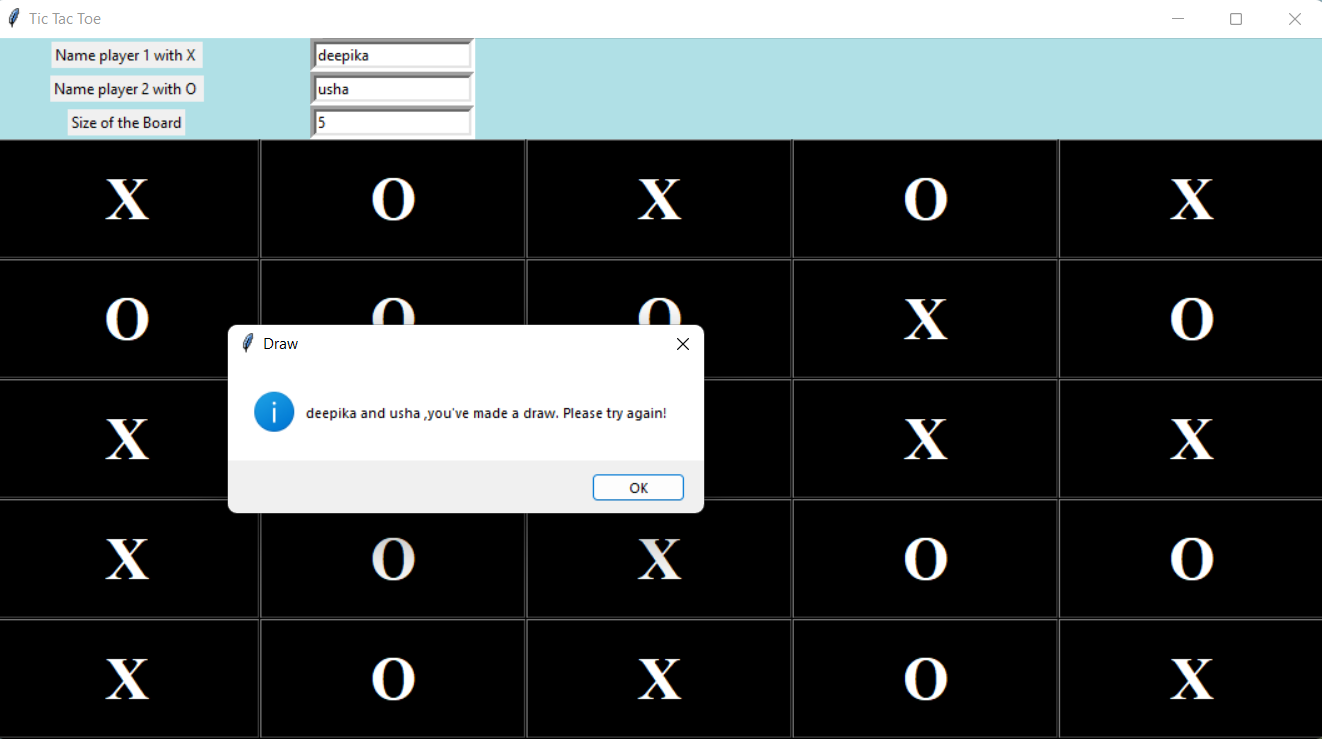 Tic Tac Toe
Name player 1 with X deepika
Name player 2 with O usha
Size of the Board 5
X O X O X
O O O X O
Draw
deepika and usha ,you've made a draw. Please try again!
OK
X X X
X O X O O
X O X O X